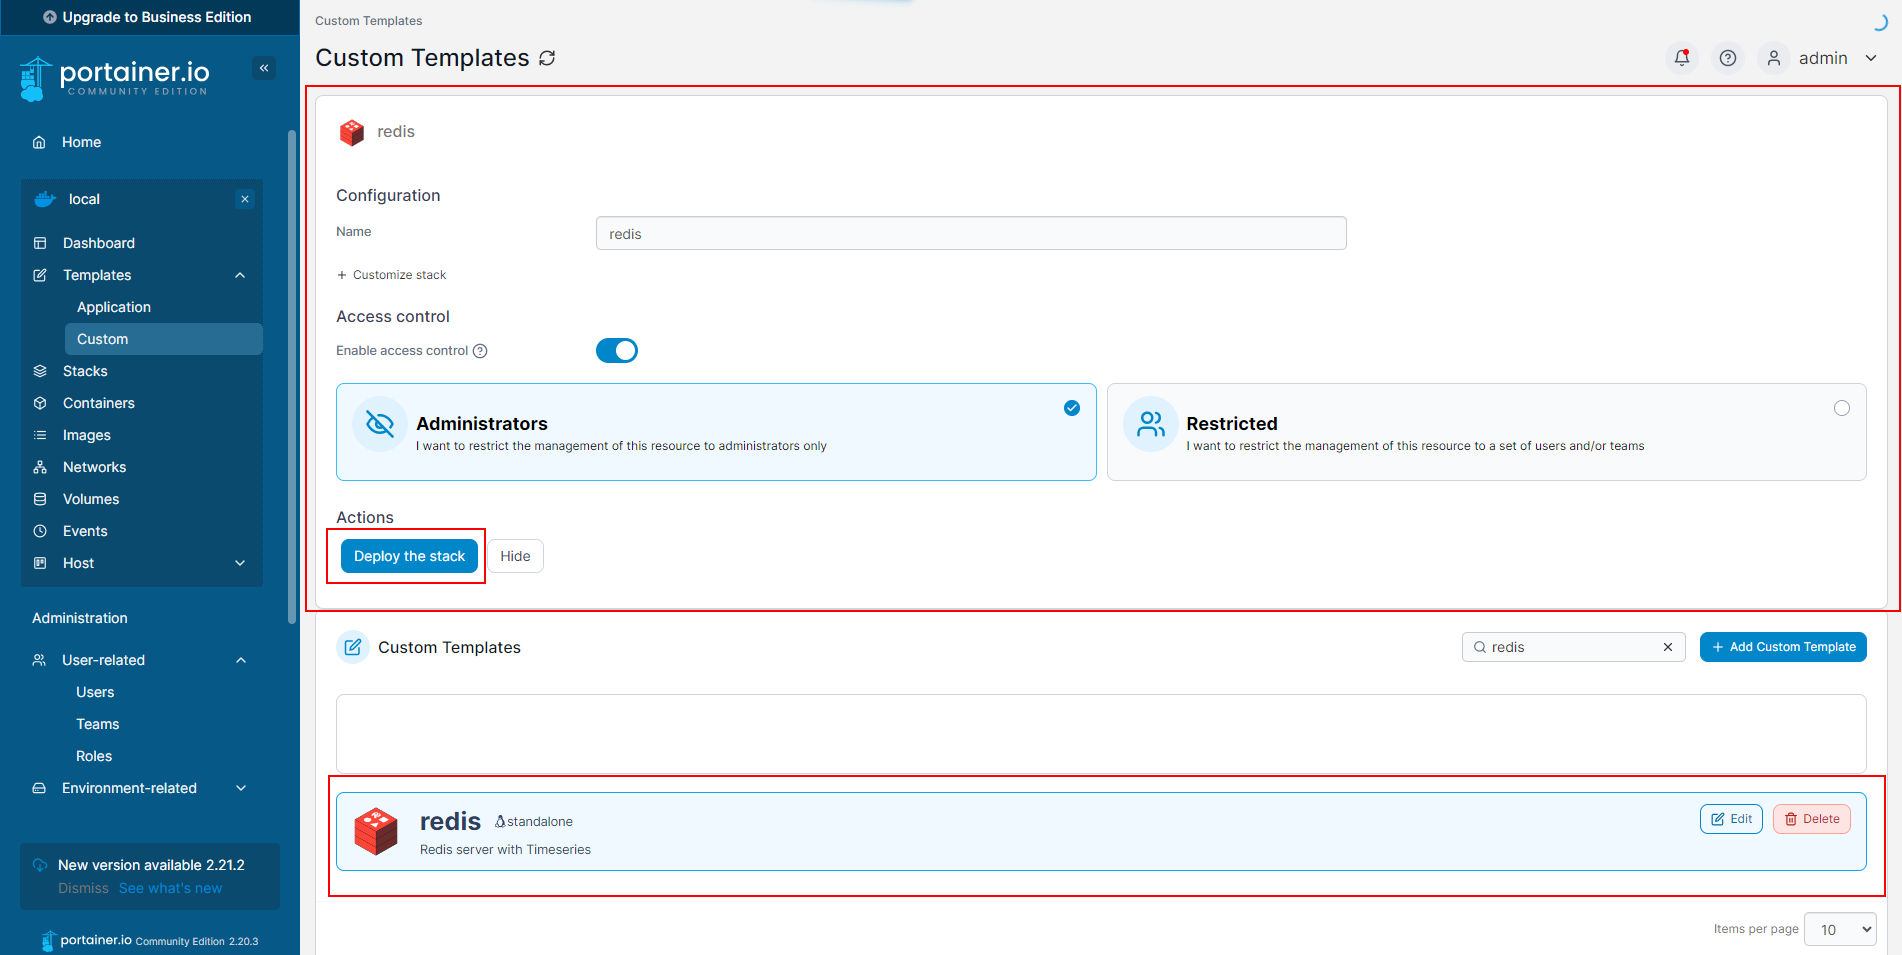 Upgrade to Business Edition
portainer.io
COMMUNITY EDITION
Home
local
Dashboard
Templates
Application
Custom
Stacks
Containers
Images
Networks
Volumes
Events
Host
Administration
User-related
Users
Teams
Roles
Environment-related
New version available 2.21.2
Dismiss See what's new
portainer.io Community Edition 2.20.3
Custom Templates
Custom Templates
admin
redis
Configuration
Name
redis
+ Customize stack
Access control
Enable access control
Administrators
I want to restrict the management of this resource to administrators only
Restricted
I want to restrict the management of this resource to a set of users and/or teams
Actions
Deploy the stack
Hide
Custom Templates
redis
+ Add Custom Template
redis standalone
Redis server with Timeseries
Edit
Delete
Items per page 10